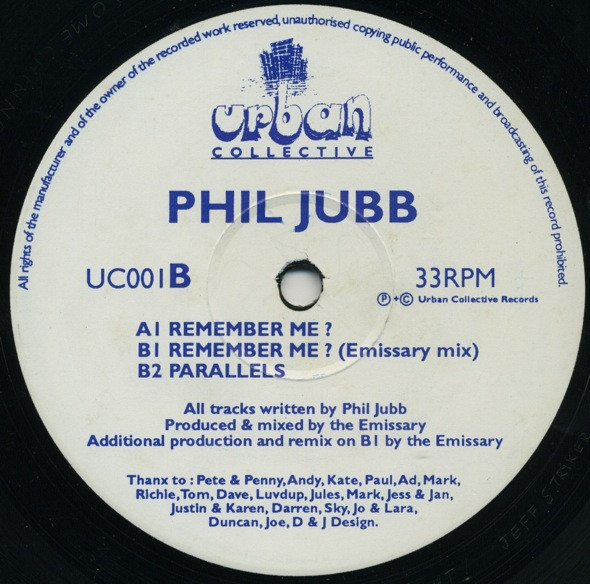 All rights of the manufacturer and of the owner of the recorded work reserved, unauthorised copying public performance and broadcasting of this record prohibited.
urban
COLLECTIVE
PHIL JUBB
UC001B
33RPM
Ⓟ+© Urban Collective Records
A1 REMEMBER ME?
B1 REMEMBER ME? (Emissary mix)
B2 PARALLELS
All tracks written by Phil Jubb
Produced & mixed by the Emissary
Additional production and remix on B1 by the Emissary
Thanx to : Pete & Penny, Andy, Kate, Paul, Ad, Mark,
Richie, Tom, Dave, Luvdup, Jules, Mark, Jess & Jan,
Justin & Karen, Darren, Sky, Jo & Lara,
Duncan, Joe, D & J Design.
JEFF STRIKER